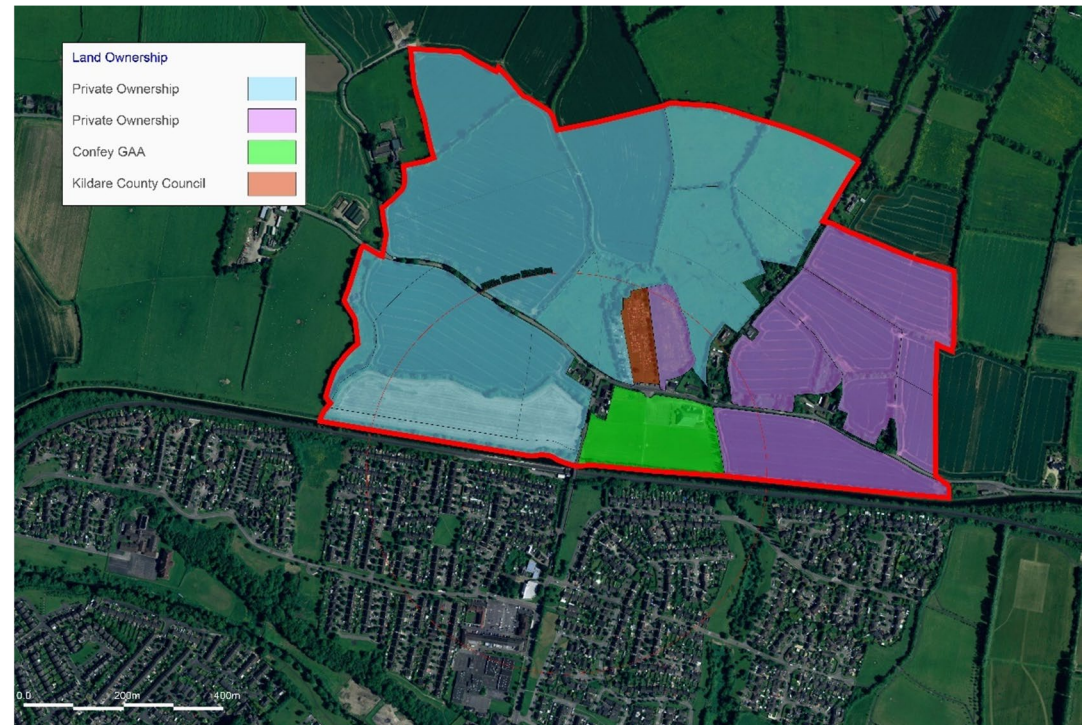 Land Ownership
Private Ownership
Private Ownership
Confey GAA
Kildare County Council
0.0
200m
400m